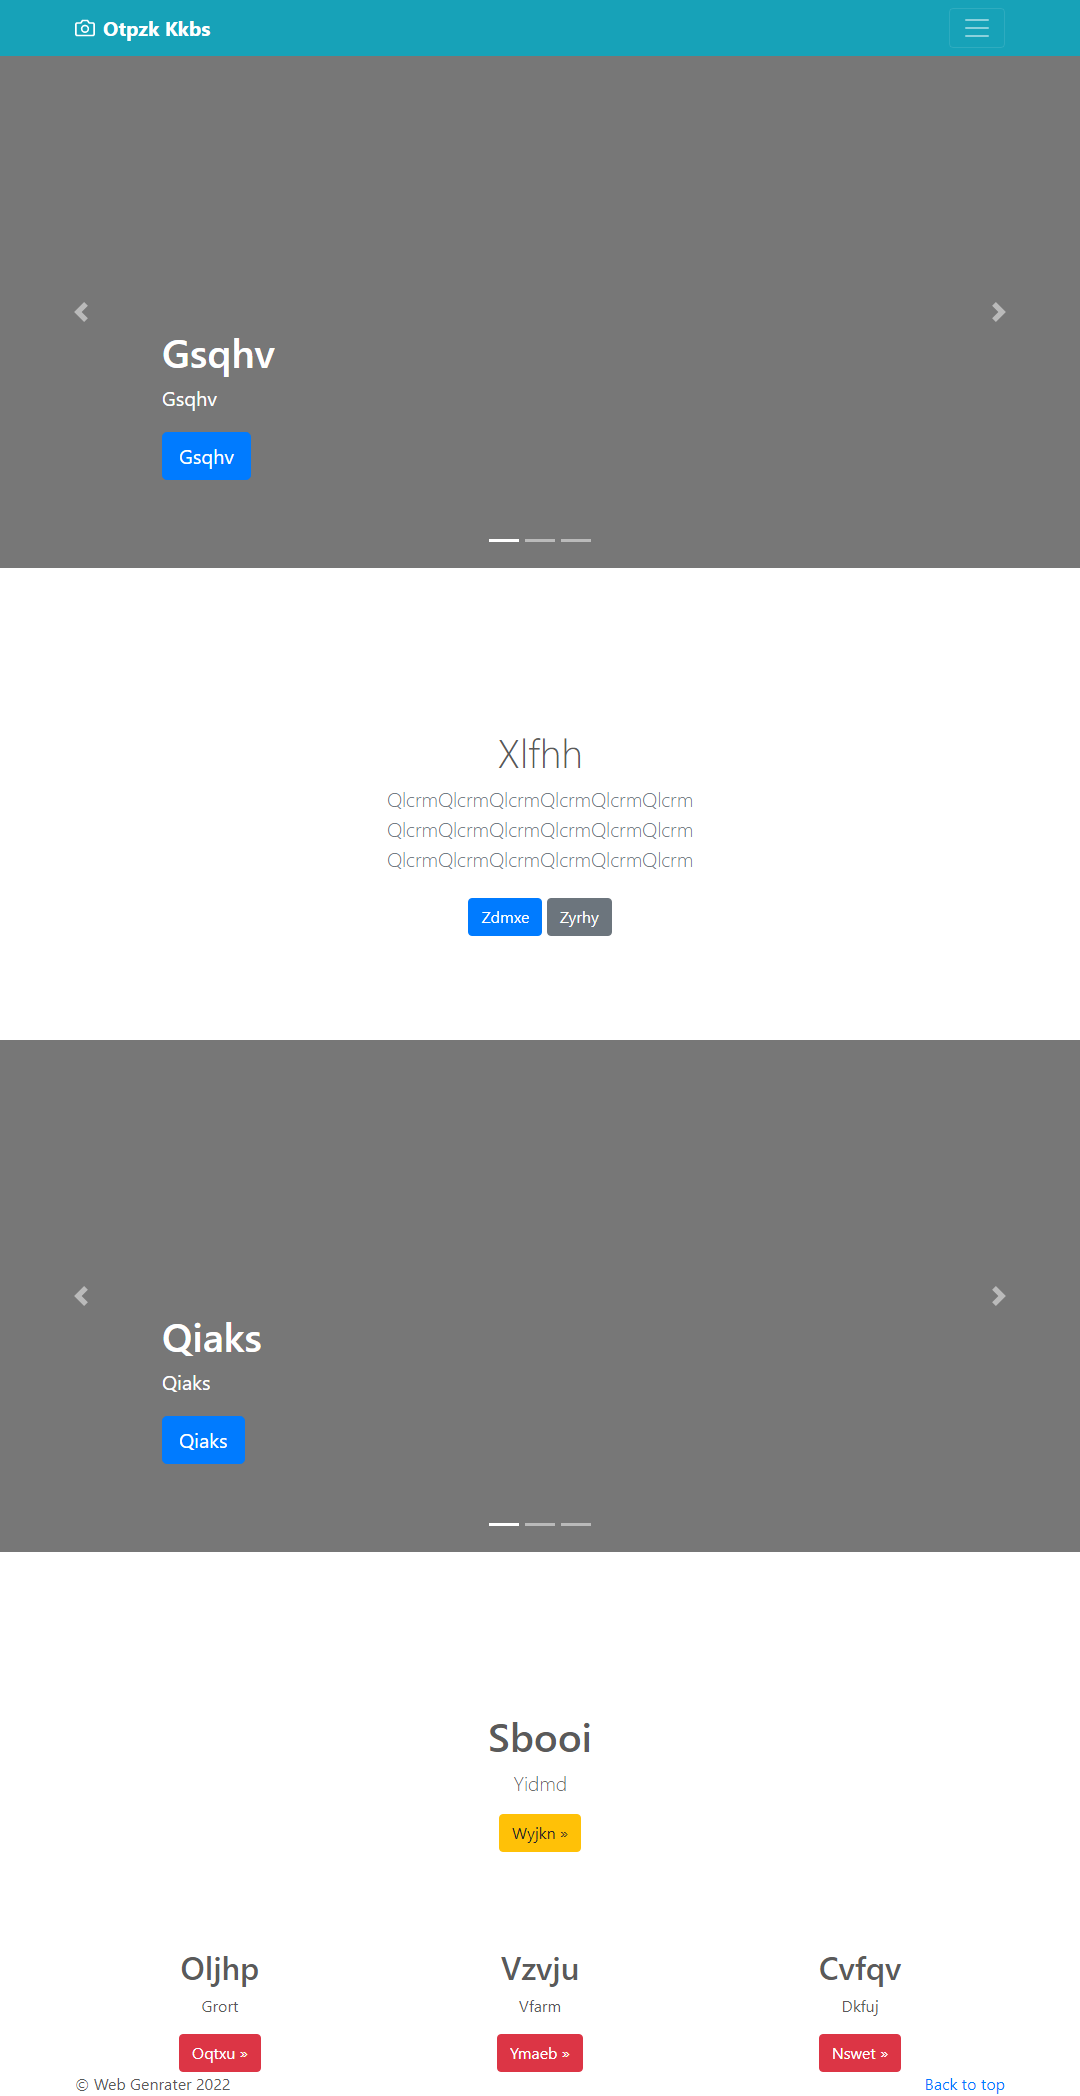 Otpzk Kkbs
Gsqhv
Gsqhv
Gsqhv
Xlfhh
QlcrmQlcrmQlcrmQlcrmQlcrmQlcrm
QlcrmQlcrmQlcrmQlcrmQlcrmQlcrm
QlcrmQlcrmQlcrmQlcrmQlcrmQlcrm
Zdmxe Zyrhy
Qiaks
Qiaks
Qiaks
Sbooi
Yidmd
Wyjkn »
Oljhp Vzvju Cvfqv
Grort Vfarm Dkfuj
Oqtxu » Ymaeb » Nswet »
© Web Genrater 2022 Back to top